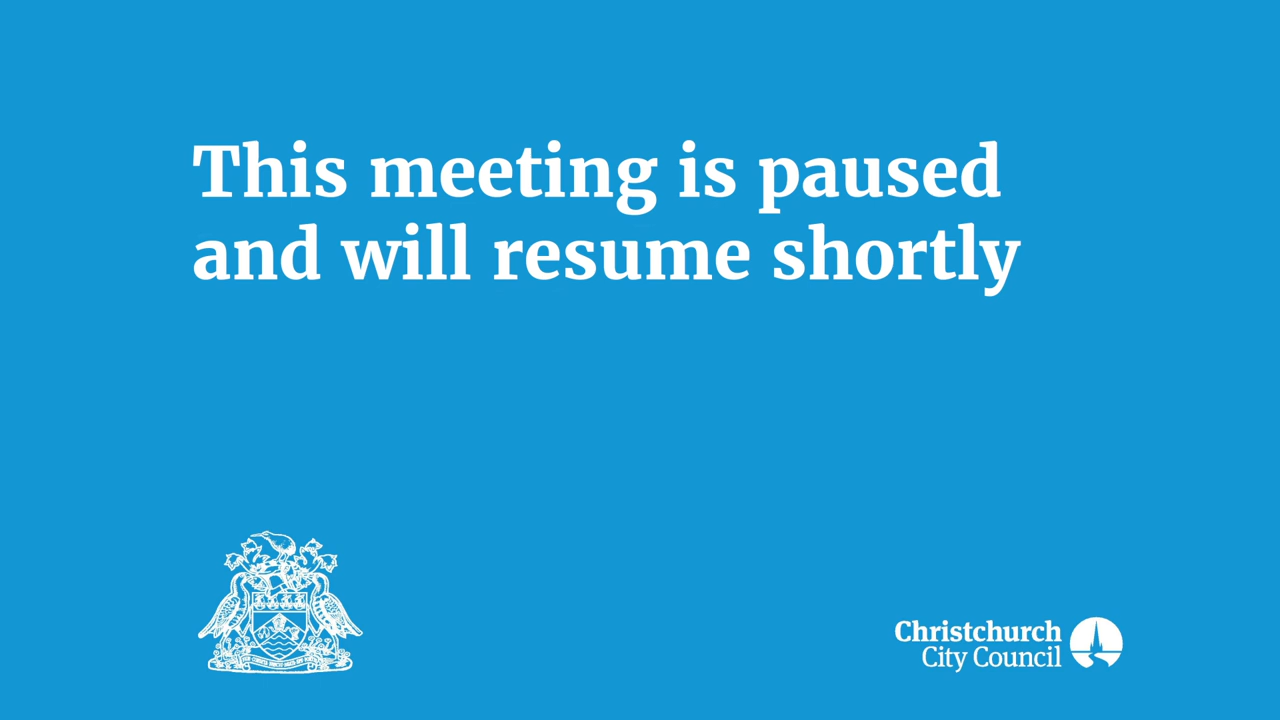 This meeting is paused
and will resume shortly
Christchurch
City Council